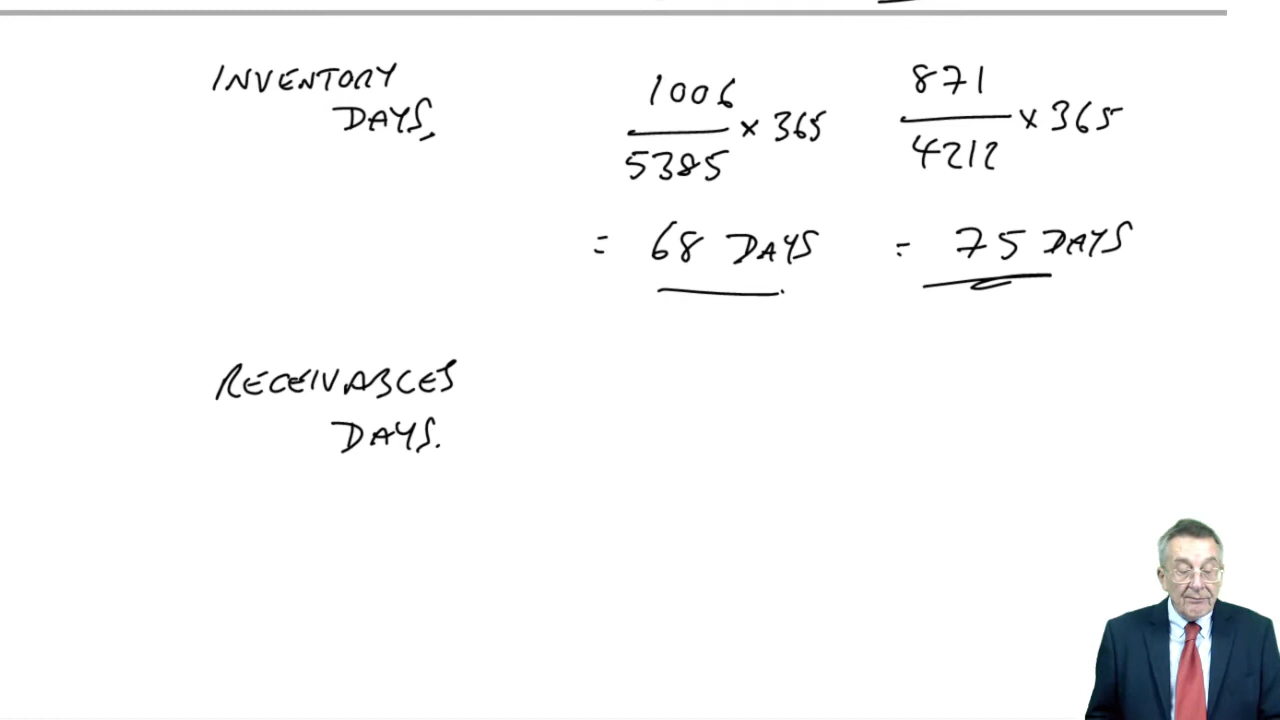 INVENTORY
DAYS,
1006
5385
× 365
871
4212
× 365
= 68 DAYS
= 75 DAYS
RECEIVABLES
DAYS.